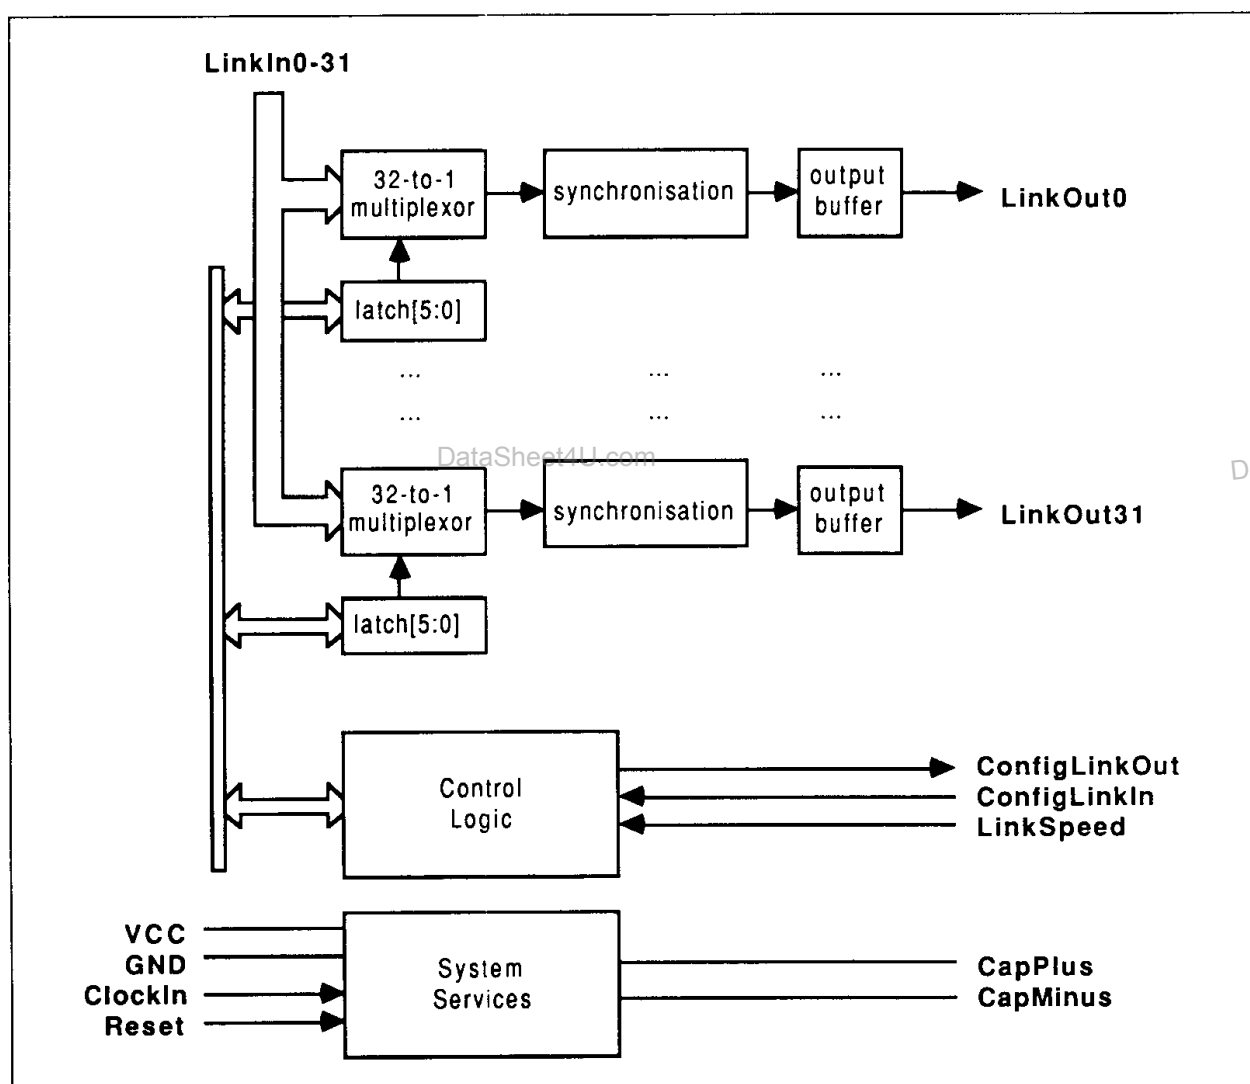 LinkIn0-31
32-to-1
multiplexor
synchronisation
output
buffer
LinkOut0
latch[5:0]
... ... ...
... ... ...
DataSheet4U.com
D
32-to-1
multiplexor
synchronisation
output
buffer
LinkOut31
latch[5:0]
Control
Logic
ConfigLinkOut
ConfigLinkIn
LinkSpeed
VCC
GND
ClockIn
Reset
System
Services
CapPlus
CapMinus